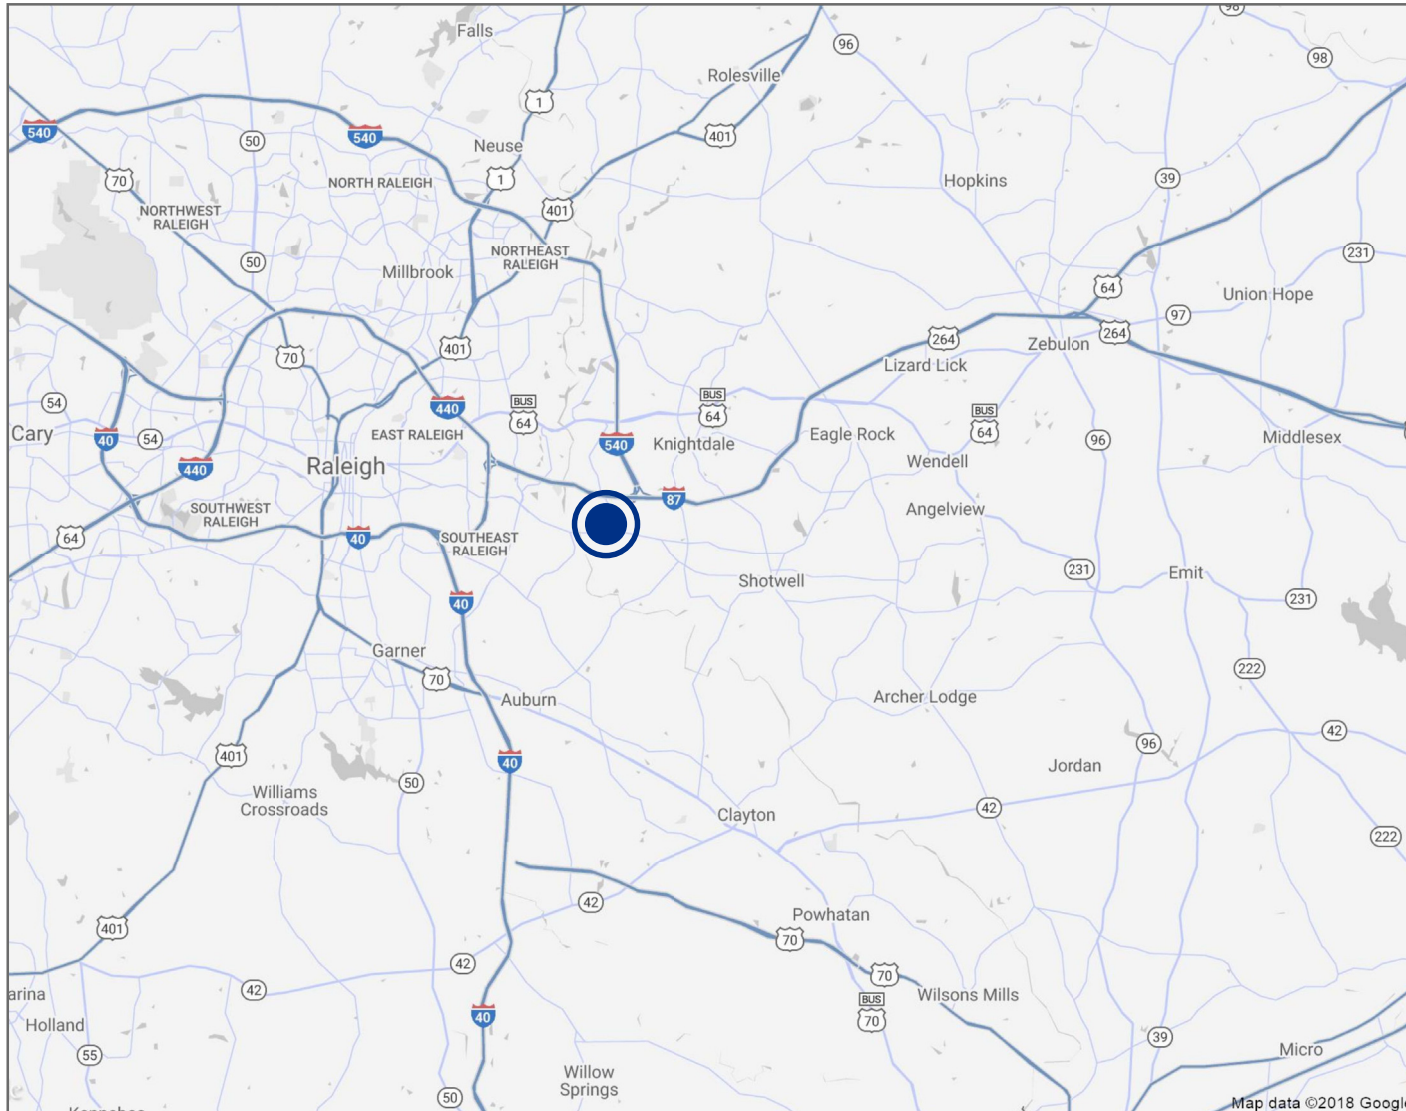 98
Falls
96
98
Rolesville
1
540
50
540
401
Neuse
70
NORTH RALEIGH
1
Hopkins
39
NORTHWEST
RALEIGH
401
50
NORTHEAST
RALEIGH
231
Millbrook
64
Union Hope
97
264
264
Zebulon
70
401
Lizard Lick
54
440
BUS
64
BUS
64
BUS
64
Cary
40
54
EAST RALEIGH
540
Knightdale
Eagle Rock
96
Middlesex
440
Raleigh
Wendell
87
SOUTHWEST
RALEIGH
Angelview
64
40
SOUTHEAST
RALEIGH
Shotwell
231
Emit
231
40
Garner
70
222
Auburn
Archer Lodge
42
401
40
96
50
Jordan
Williams
Crossroads
42
Clayton
222
42
401
Powhatan
70
42
70
42
arina
BUS
70
Wilsons Mills
40
Holland
39
55
Micro
Willow
Springs
50
Map data ©2018 Google